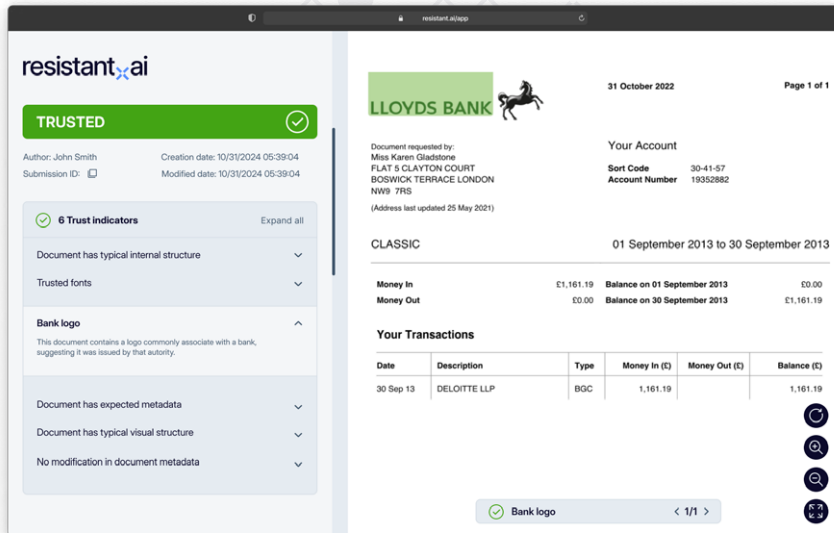 resistant.ai/app
resistant ai
TRUSTED
Author: John Smith
Creation date: 10/31/2024 05:39:04
Submission ID:
Modified date: 10/31/2024 05:39:04
6 Trust indicators
Expand all
Document has typical internal structure
Trusted fonts
Bank logo
This document contains a logo commonly associate with a bank,
suggesting it was issued by that autority.
Document has expected metadata
Document has typical visual structure
No modification in document metadata
LLOYDS BANK
31 October 2022
Page 1 of 1
Document requested by:
Miss Karen Gladstone
FLAT 5 CLAYTON COURT
BOSWICK TERRACE LONDON
NW9 7RS
(Address last updated 25 May 2021)
Your Account
Sort Code 30-41-57
Account Number 19352882
CLASSIC
01 September 2013 to 30 September 2013
Money In £1,161.19 Balance on 01 September 2013 £0.00
Money Out £0.00 Balance on 30 September 2013 £1,161.19
Your Transactions
Date Description Type Money In (£) Money Out (£) Balance (£)
30 Sep 13 DELOITTE LLP BGC 1,161.19 1,161.19
Bank logo
< 1/1 >